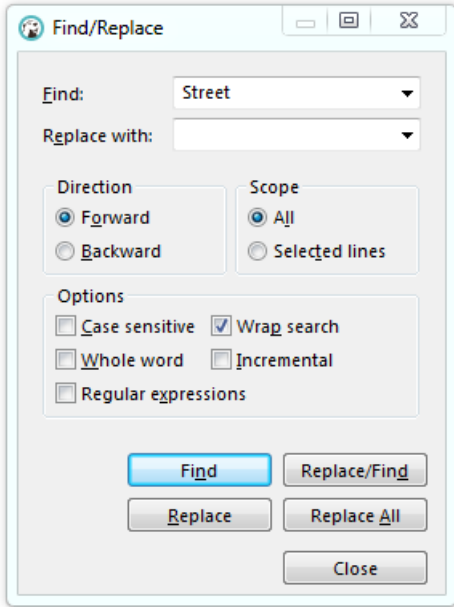 Find/Replace
Find: Street
Replace with:
Direction Scope
Forward All
Backward Selected lines
Options
Case sensitive Wrap search
Whole word Incremental
Regular expressions
Find Replace/Find
Replace Replace All
Close